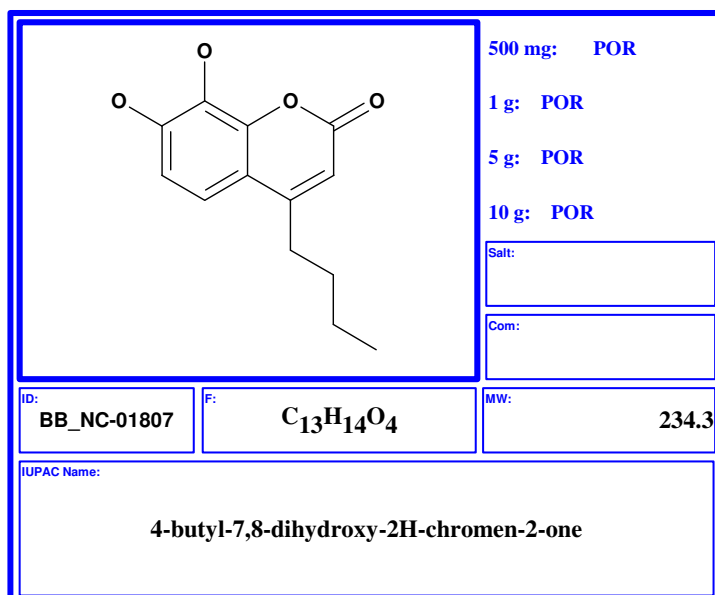 O
O
O
O
500 mg: POR
1 g: POR
5 g: POR
10 g: POR
Salt:
Com:
ID:
BB_NC-01807
F:
C13H14O4
MW:
234.3
IUPAC Name:
4-butyl-7,8-dihydroxy-2H-chromen-2-one